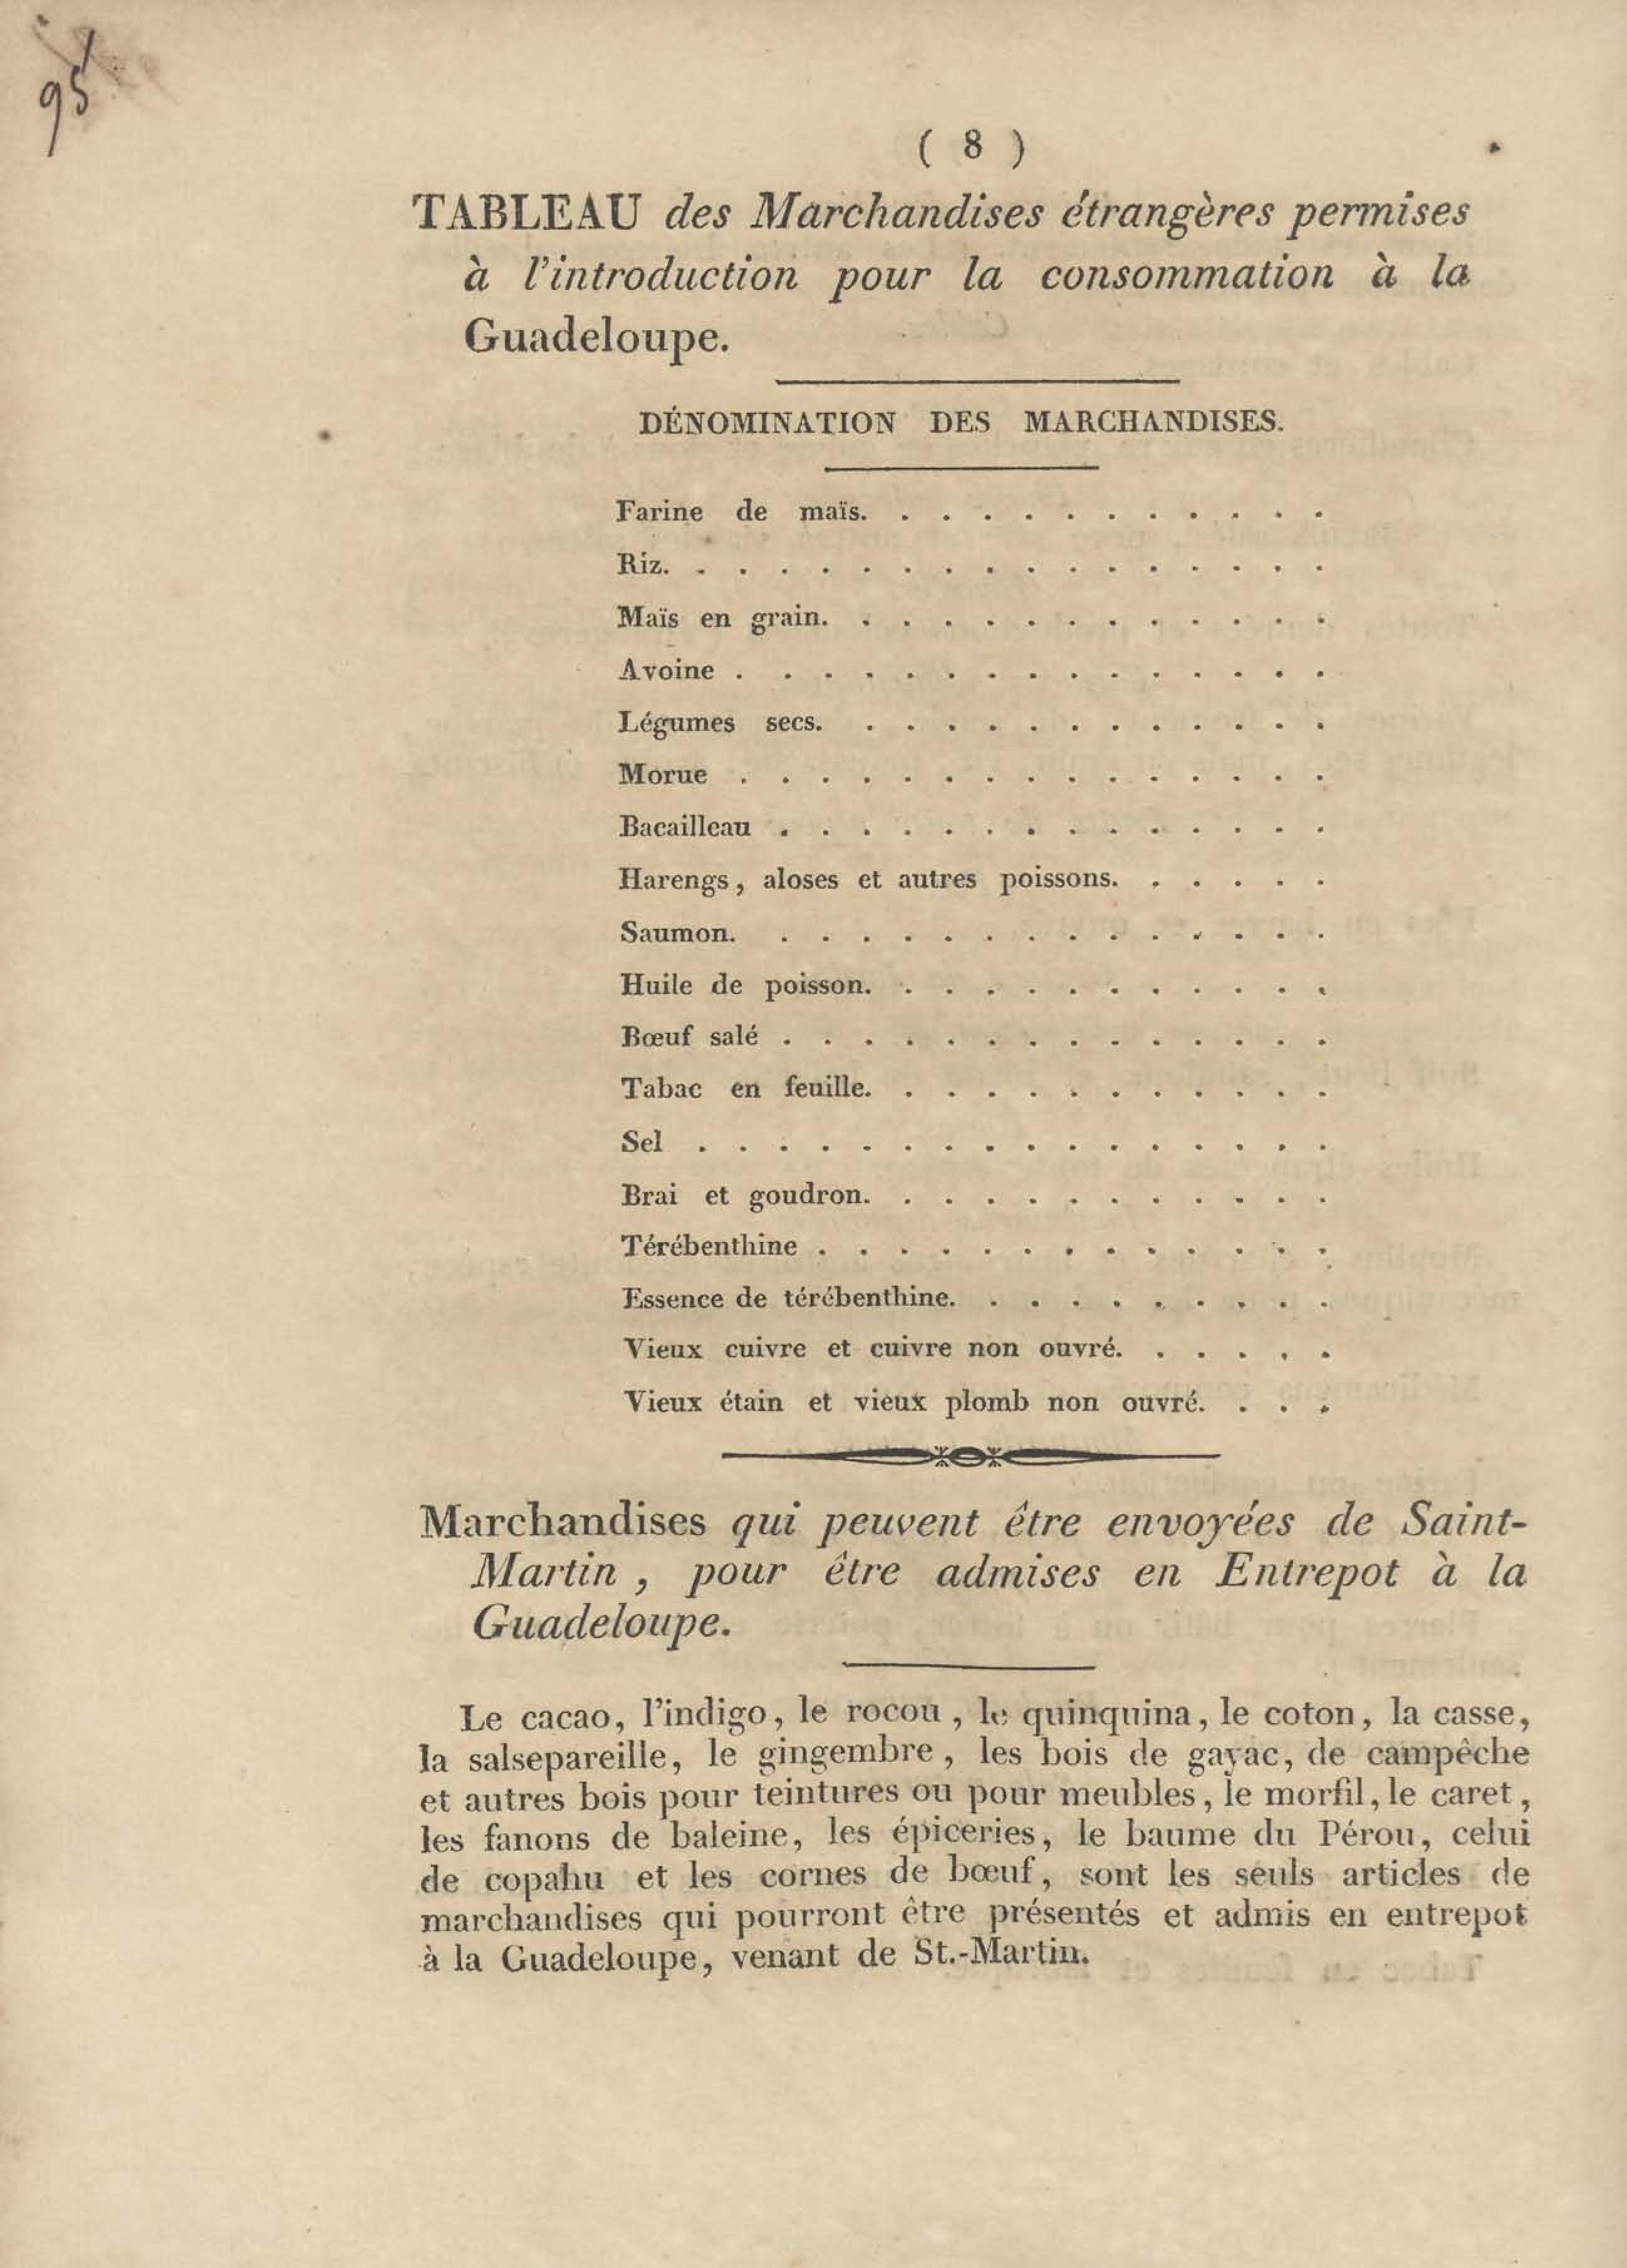 95
( 8 )
TABLEAU des Marchandises étrangères permises
à l'introduction pour la consommation à la
Guadeloupe.
DÉNOMINATION DES MARCHANDISES.
Farine de maïs. . . . . . . . . . . .
Riz. . . . . . . . . . . . . . . . .
Maïs en grain. . . . . . . . . . . . .
Avoine . . . . . . . . . . . . . . .
Légumes secs. . . . . . . . . . . . .
Morue . . . . . . . . . . . . . . .
Bacailleau . . . . . . . . . . . . . .
Harengs, aloses et autres poissons. . . . . .
Saumon. . . . . . . . . . . . . . .
Huile de poisson. . . . . . . . . . . .
Bœuf salé . . . . . . . . . . . . . .
Tabac en feuille. . . . . . . . . . . .
Sel . . . . . . . . . . . . . . . .
Brai et goudron. . . . . . . . . . . .
Térébenthine . . . . . . . . . . . . .
Essence de térébenthine. . . . . . . . . .
Vieux cuivre et cuivre non ouvré. . . . . .
Vieux étain et vieux plomb non ouvré. . . .
Marchandises qui peuvent être envoyées de Saint-
Martin , pour être admises en Entrepot à la
Guadeloupe.
Le cacao, l'indigo, le rocou , le quinquina, le coton, la casse,
la salsepareille, le gingembre , les bois de gayac, de campêche
et autres bois pour teintures ou pour meubles, le morfil, le caret ,
les fanons de baleine, les épiceries, le baume du Pérou, celui
de copahu et les cornes de bœuf, sont les seuls articles de
marchandises qui pourront être présentés et admis en entrepot
à la Guadeloupe, venant de St.-Martin.